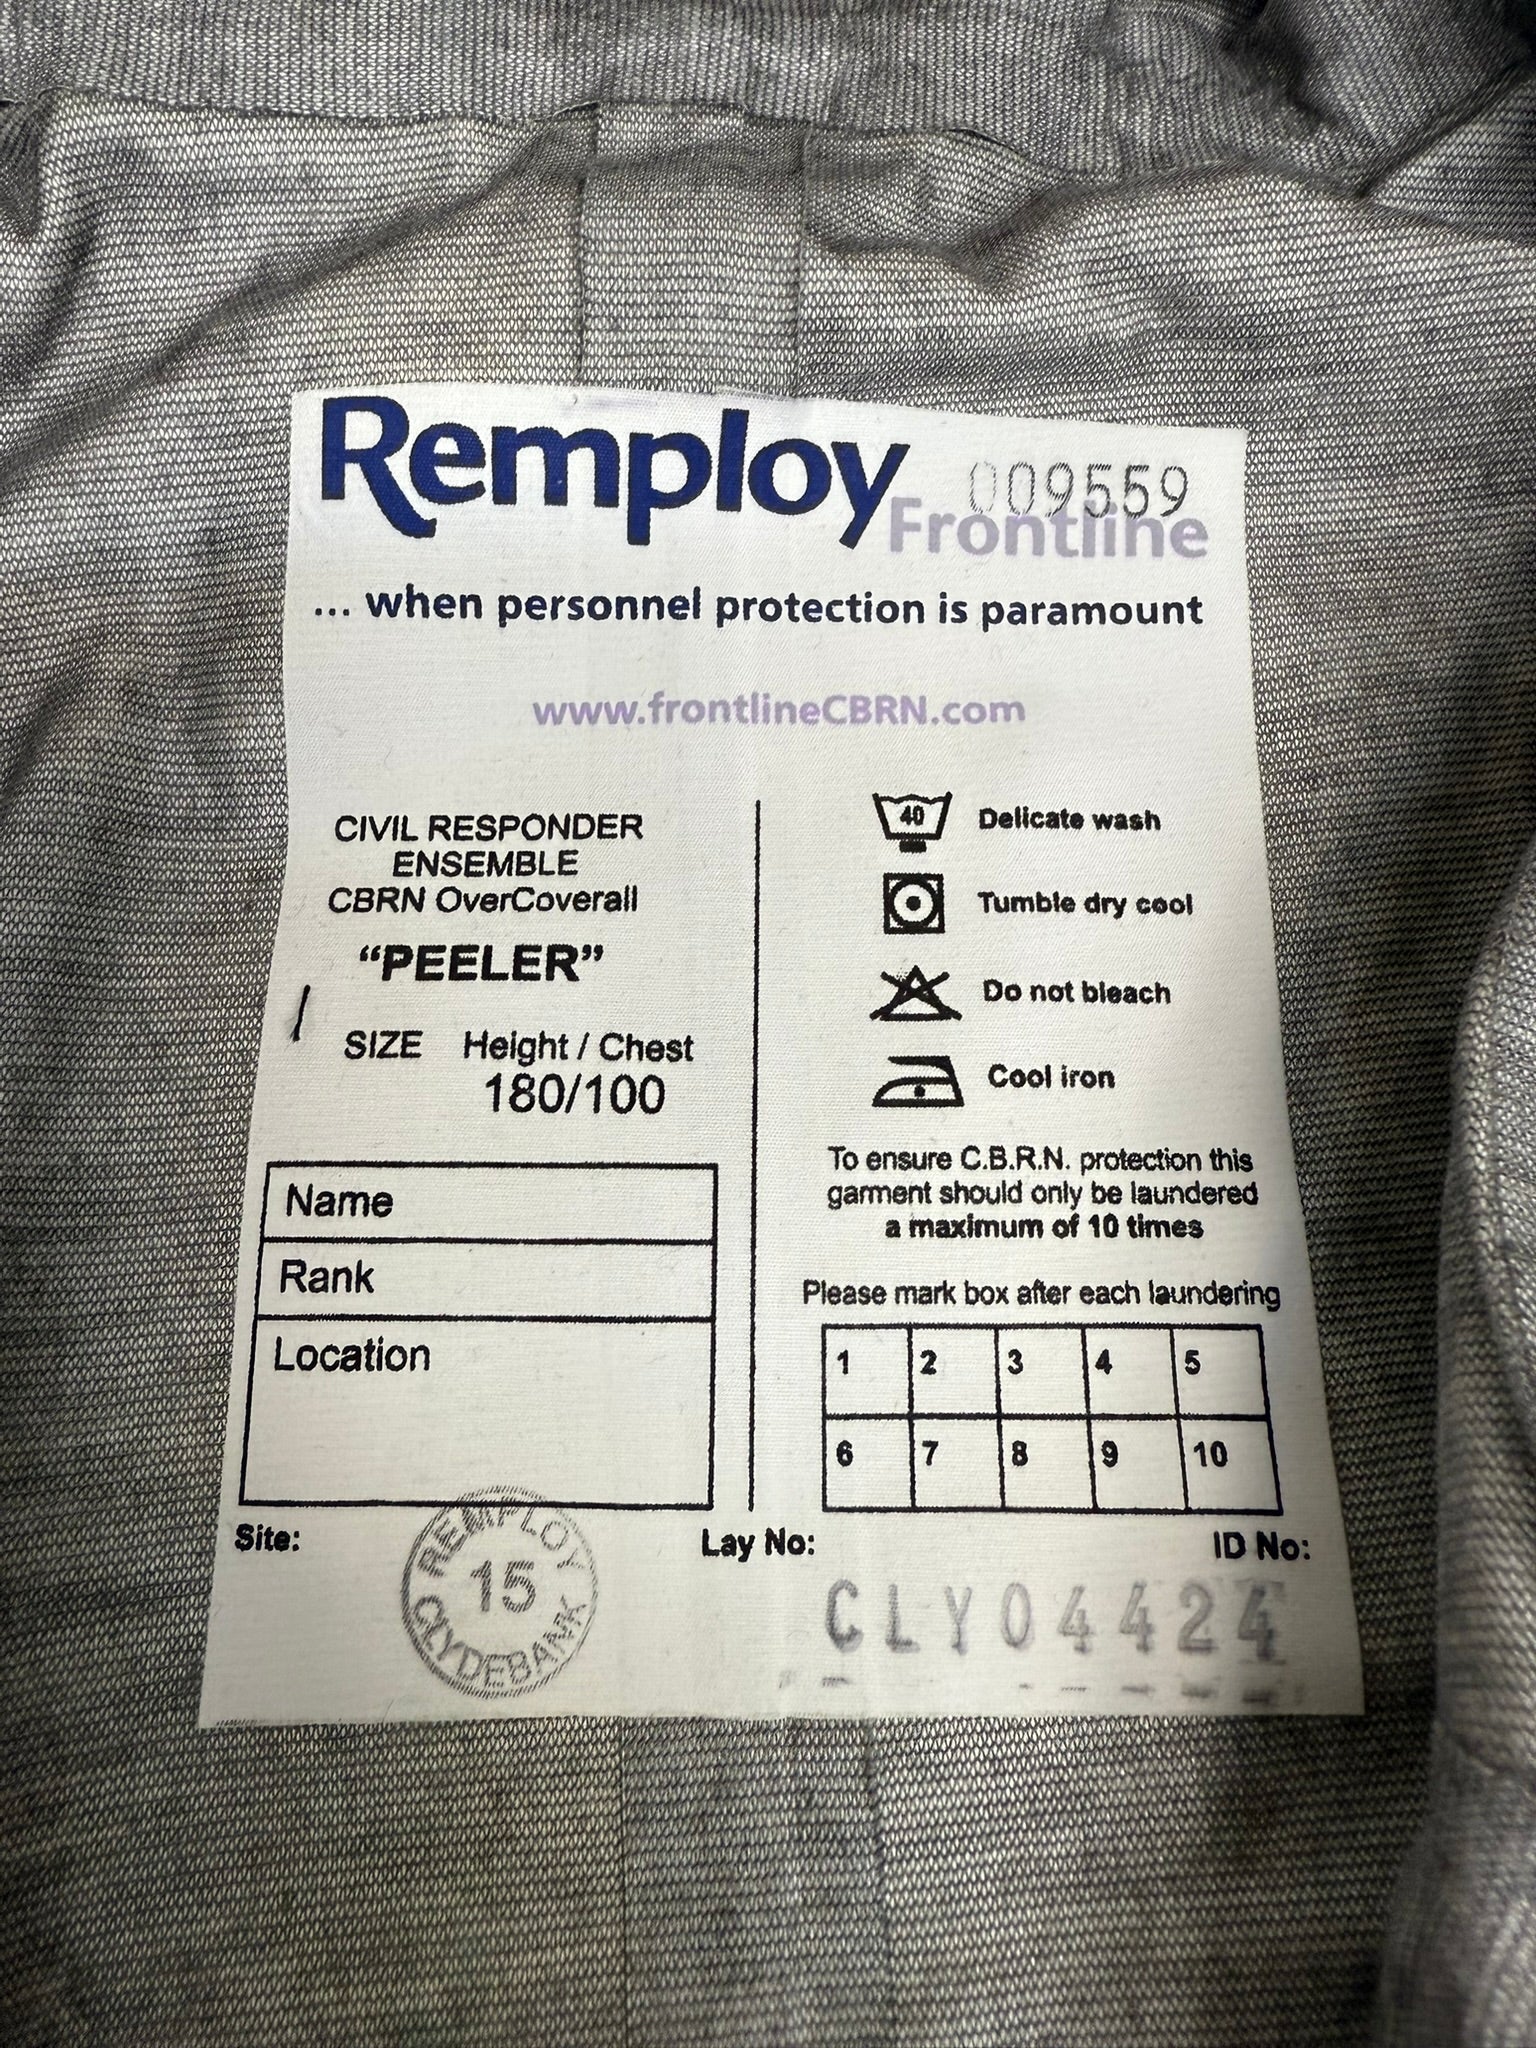 Remploy
009559
Frontline
... when personnel protection is paramount
www.frontlineCBRN.com
CIVIL RESPONDER
ENSEMBLE
CBRN OverCoverall
“PEELER”
SIZE Height / Chest
180/100
Name
Rank
Location
40 Delicate wash
Tumble dry cool
Do not bleach
Cool iron
To ensure C.B.R.N. protection this
garment should only be laundered
a maximum of 10 times
Please mark box after each laundering
1 2 3 4 5
6 7 8 9 10
Site: Lay No: ID No:
REMPLOY
15
CLYDEBANK
CLY04424